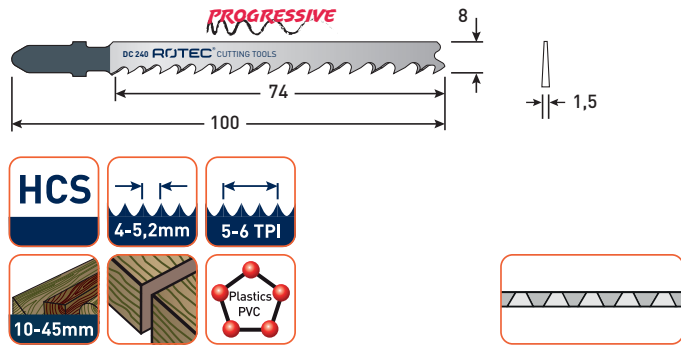 PROGRESSIVE
8
DC 240 ROTEC® CUTTING TOOLS
74
1,5
100
HCS
4-5,2mm
5-6 TPI
10-45mm
Plastics
PVC